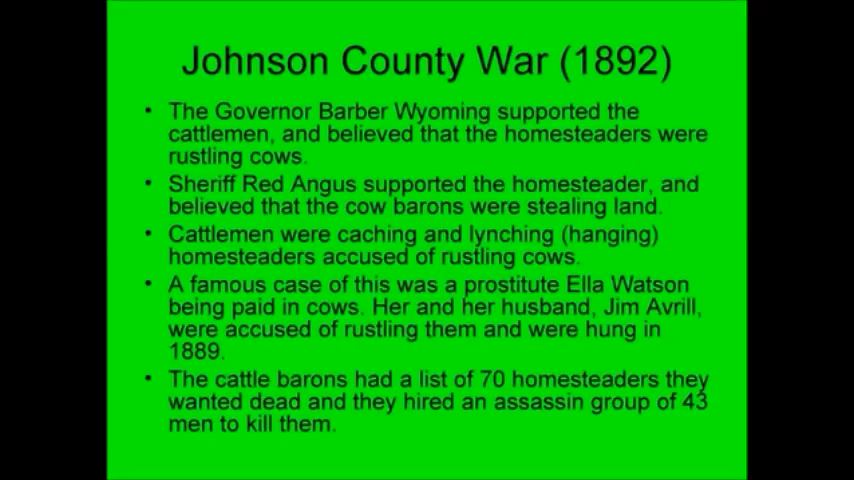 Johnson County War (1892)
• The Governor Barber Wyoming supported the
cattlemen, and believed that the homesteaders were
rustling cows.
• Sheriff Red Angus supported the homesteader, and
believed that the cow barons were stealing land.
• Cattlemen were caching and lynching (hanging)
homesteaders accused of rustling cows.
• A famous case of this was a prostitute Ella Watson
being paid in cows. Her and her husband, Jim Avrill,
were accused of rustling them and were hung in
1889.
• The cattle barons had a list of 70 homesteaders they
wanted dead and they hired an assassin group of 43
men to kill them.